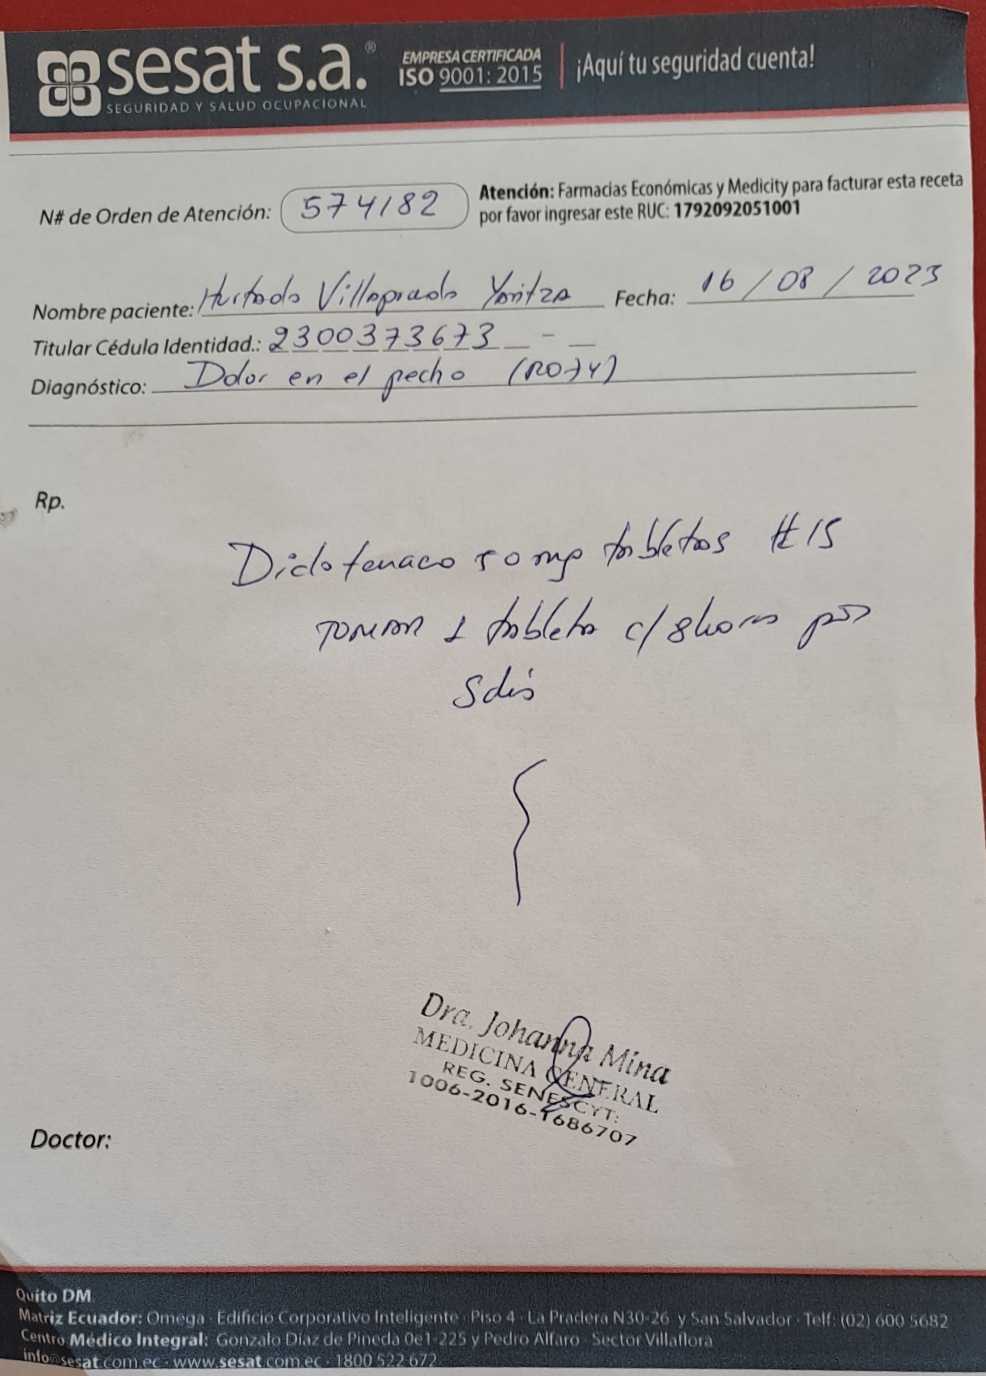 sesat s.a.®
SEGURIDAD Y SALUD OCUPACIONAL
EMPRESA CERTIFICADA
ISO 9001: 2015
¡Aquí tu seguridad cuenta!
N# de Orden de Atención: 574182
Atención: Farmacias Económicas y Medicity para facturar esta receta
por favor ingresar este RUC: 1792092051001
Nombre paciente: Hurtado Villaprado Yaritza Fecha: 16/08/2023
Titular Cédula Identidad.: 2300373673 - -
Diagnóstico: Dolor en el pecho (R074)
Rp.
Diclofenaco 50 mg tabletas #15
TOMAR 1 tableta c/8horas por
5días
Dra. Johanna Mina
MEDICINA GENERAL
REG. SENESCYT:
1006-2016-1686707
Doctor:
Quito DM
Matriz Ecuador: Omega - Edificio Corporativo Inteligente - Piso 4 - La Pradera N30-26 y San Salvador - Telf: (02) 600 5682
Centro Médico Integral: Gonzalo Díaz de Pineda 0e1-225 y Pedro Alfaro - Sector Villaflora
info@sesat.com.ec - www.sesat.com.ec - 1800 522 672